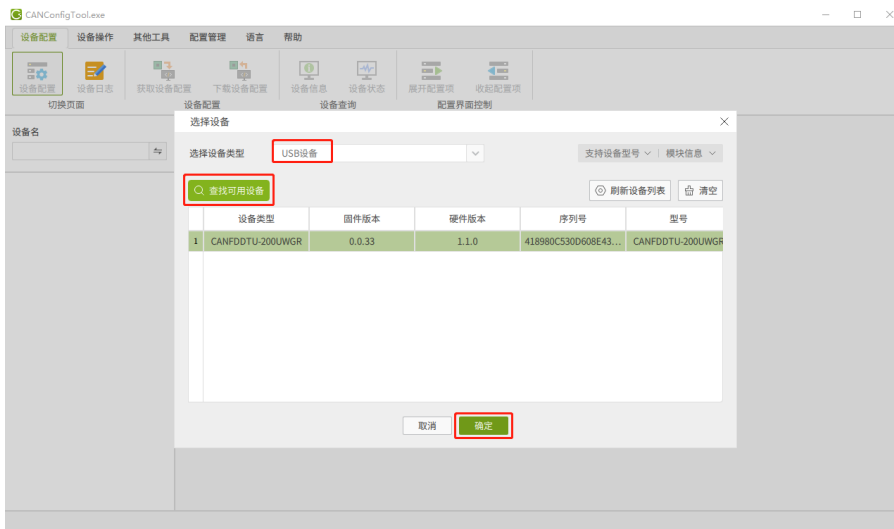 CANConfigTool.exe
设备配置 设备操作 其他工具 配置管理 语言 帮助
设备配置 设备日志 获取设备配置 下载设备配置 设备信息 设备状态 展开配置项 收起配置项
切换页面 设备配置 设备查询 配置界面控制
设备名
选择设备
选择设备类型 USB设备 支持设备型号 模块信息
查找可用设备 刷新设备列表 清空
设备类型 固件版本 硬件版本 序列号 型号
1 CANFDDTU-200UWGR 0.0.33 1.1.0 418980C530D608E43... CANFDDTU-200UWGR
取消 确定